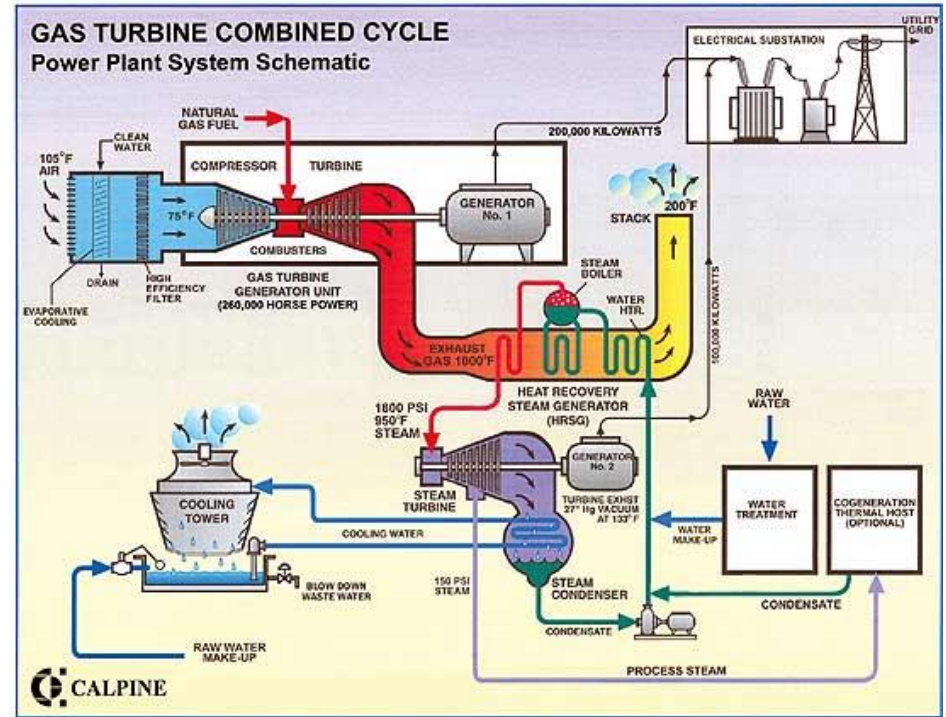 GAS TURBINE COMBINED CYCLE
Power Plant System Schematic
UTILITY
GRID
ELECTRICAL SUBSTATION
NATURAL
GAS FUEL
200,000 KILOWATTS
CLEAN
WATER
105°F
AIR
COMPRESSOR
TURBINE
75°F
GENERATOR
No. 1
STACK
200°F
COMBUSTERS
DRAIN
HIGH
EFFICIENCY
FILTER
EVAPORATIVE
COOLING
GAS TURBINE
GENERATOR UNIT
(260,000 HORSE POWER)
STEAM
BOILER
WATER
HTR.
EXHAUST
GAS 1000°F
HEAT RECOVERY
STEAM GENERATOR
(HRSG)
1800 PSI
950°F
STEAM
RAW
WATER
GENERATOR
No. 2
STEAM
TURBINE
TURBINE EXHST
27" Hg VACUUM
AT 133°F
WATER
TREATMENT
COGENERATION
THERMAL HOST
(OPTIONAL)
COOLING
TOWER
COOLING WATER
WATER
MAKE-UP
150 PSI
STEAM
STEAM
CONDENSER
BLOW DOWN
WASTE WATER
CONDENSATE
CONDENSATE
RAW WATER
MAKE-UP
PROCESS STEAM
CALPINE